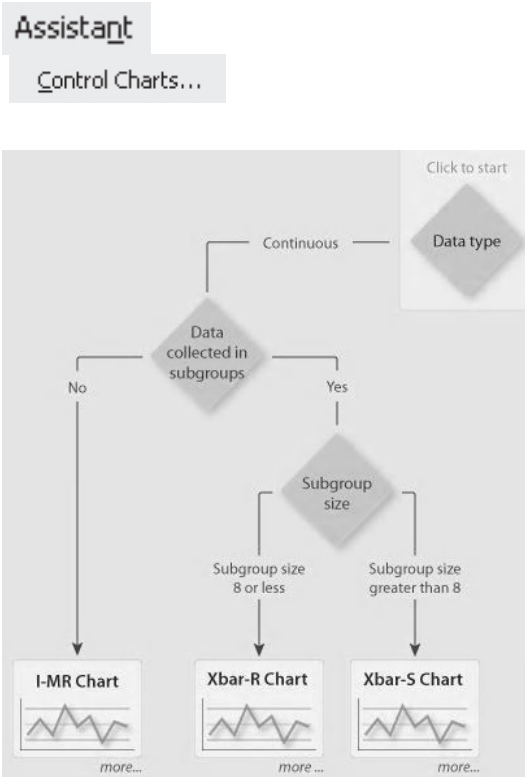 Assistant
Control Charts...
Click to start
Data type
Continuous
Data
collected in
subgroups
No
Yes
Subgroup
size
Subgroup size
8 or less
Subgroup size
greater than 8
I-MR Chart
more...
Xbar-R Chart
more ...
Xbar-S Chart
more...